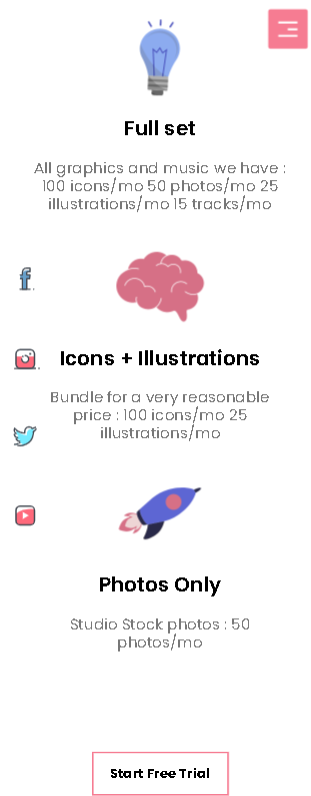 Full set
All graphics and music we have :
100 icons/mo 50 photos/mo 25
illustrations/mo 15 tracks/mo
Icons + Illustrations
Bundle for a very reasonable
price : 100 icons/mo 25
illustrations/mo
Photos Only
Studio Stock photos : 50
photos/mo
Start Free Trial